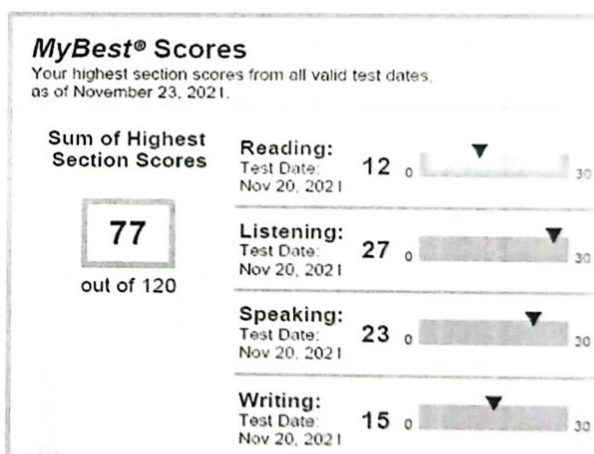 MyBest® Scores
Your highest section scores from all valid test dates,
as of November 23, 2021.
Sum of Highest
Section Scores
77
out of 120
Reading:
Test Date:
Nov 20, 2021
12
0
30
Listening:
Test Date:
Nov 20, 2021
27
0
30
Speaking:
Test Date:
Nov 20, 2021
23
0
30
Writing:
Test Date:
Nov 20, 2021
15
0
30